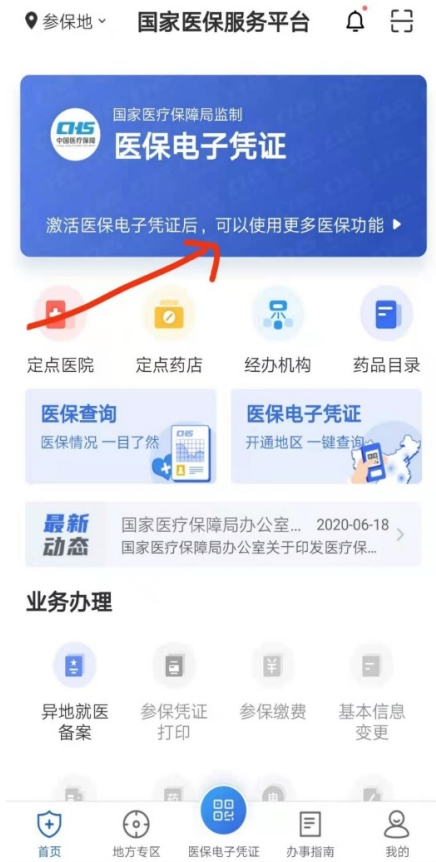 参保地
国家医保服务平台
CHS
中国医疗保障
国家医疗保障局监制
医保电子凭证
激活医保电子凭证后，可以使用更多医保功能
定点医院
定点药店
经办机构
药品目录
医保查询
医保情况 一目了然
CHS
医保电子凭证
开通地区 一键查询
最新
动态
国家医疗保障局办公室... 2020-06-18
国家医疗保障局办公室关于印发医疗保...
业务办理
异地就医
备案
参保凭证
打印
参保缴费
基本信息
变更
首页
地方专区
医保电子凭证
办事指南
我的